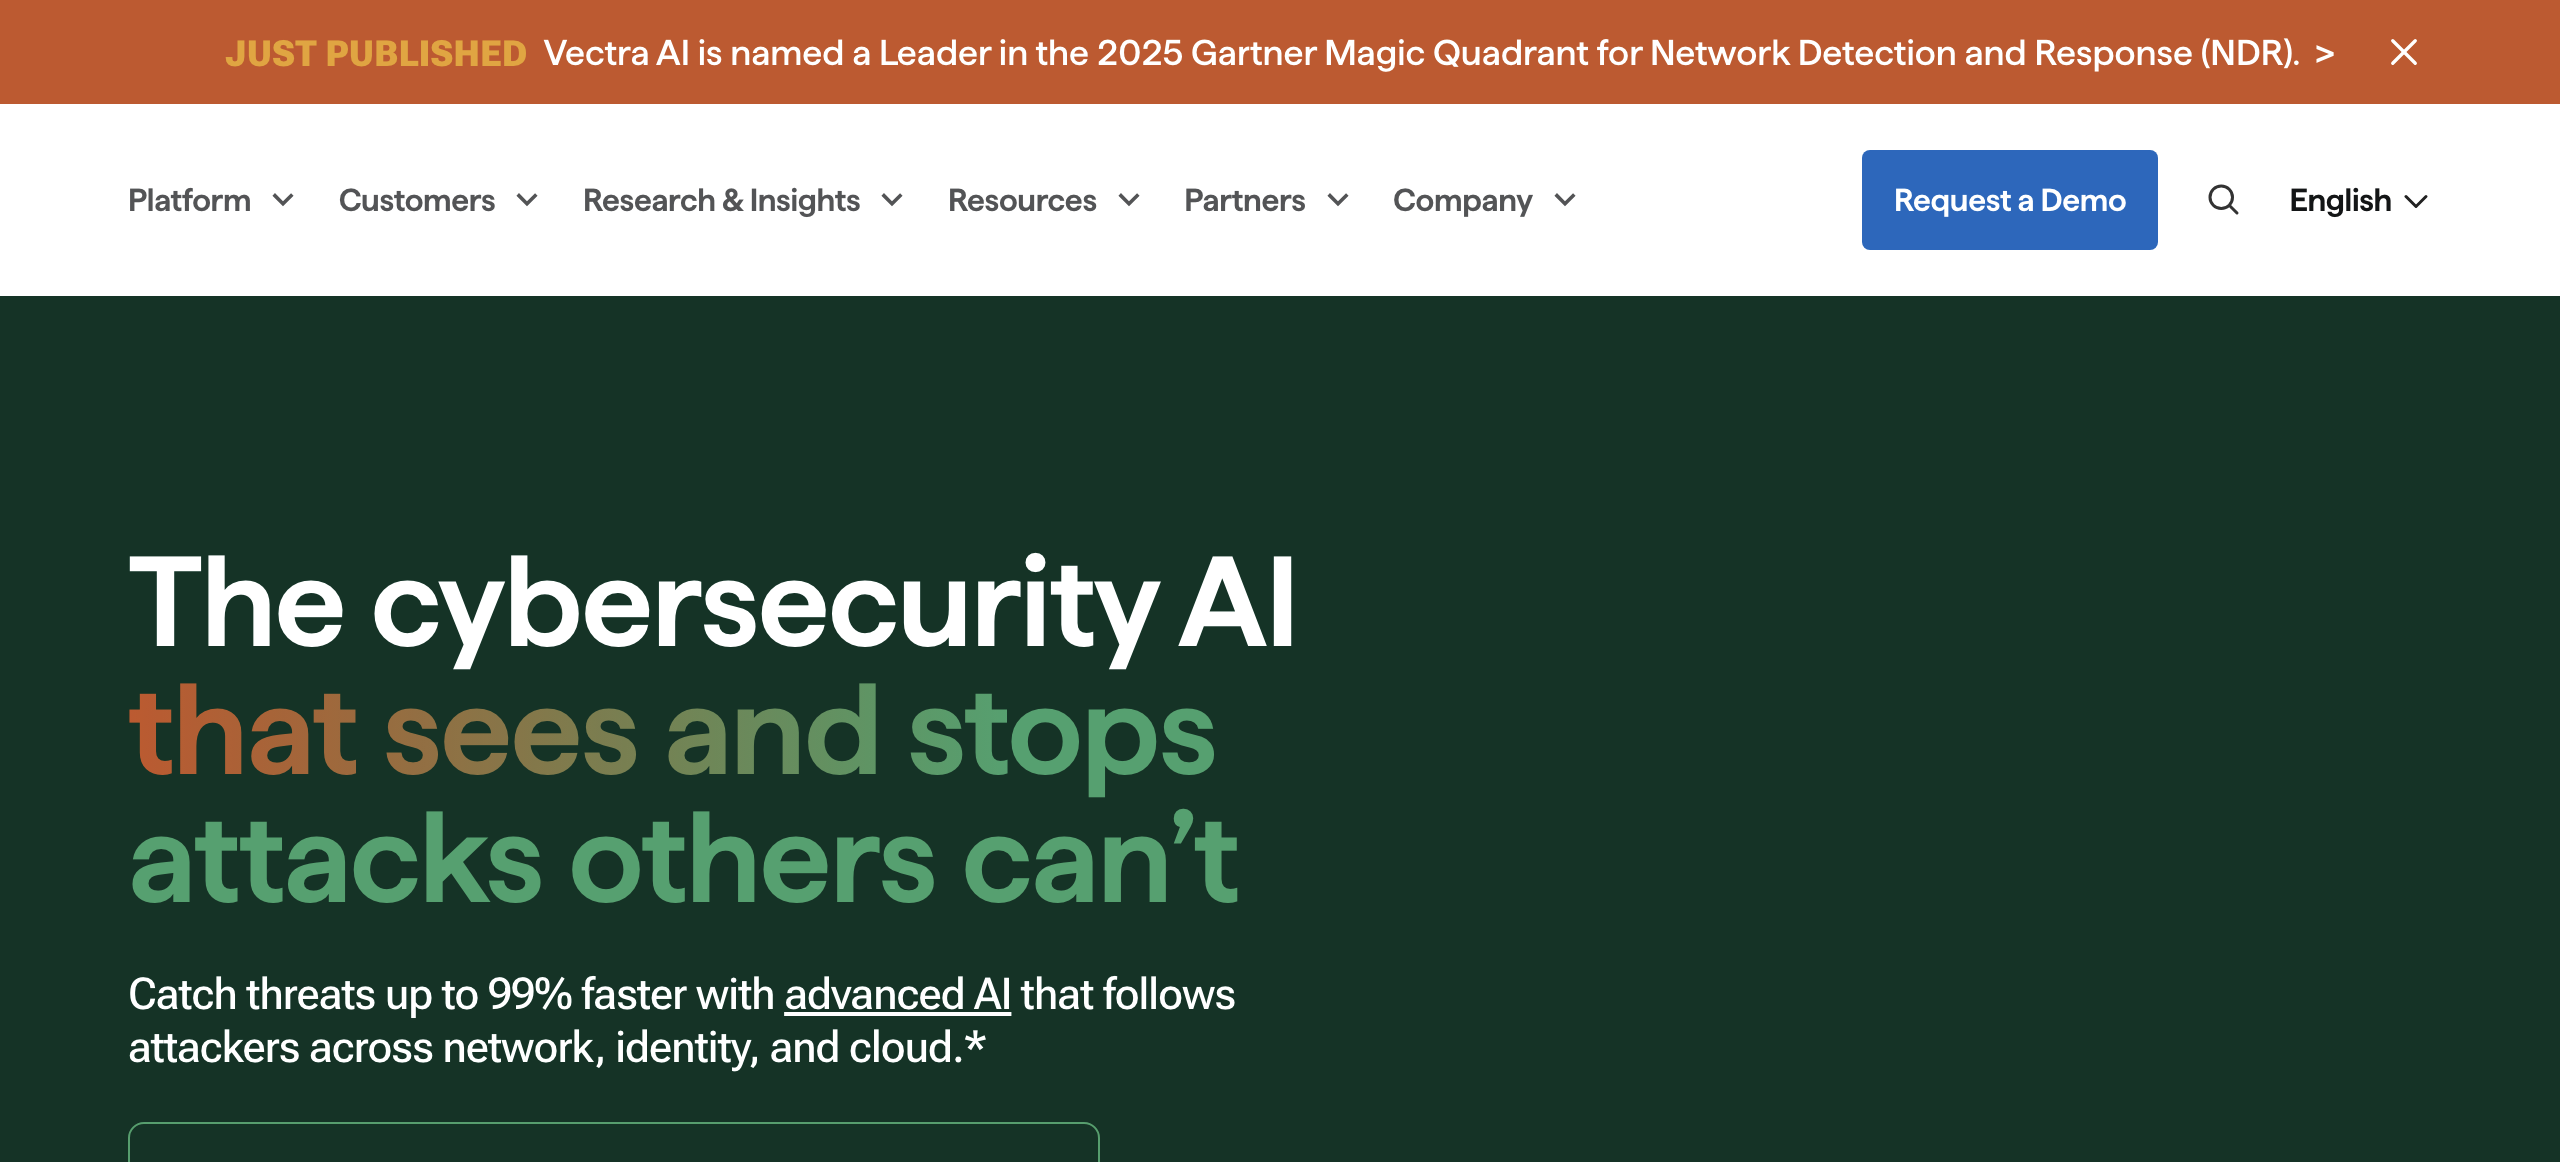 JUST PUBLISHED Vectra AI is named a Leader in the 2025 Gartner Magic Quadrant for Network Detection and Response (NDR). >
Platform Customers Research & Insights Resources Partners Company Request a Demo English
The cybersecurity AI
that sees and stops
attacks others can’t
Catch threats up to 99% faster with advanced AI that follows
attackers across network, identity, and cloud.*